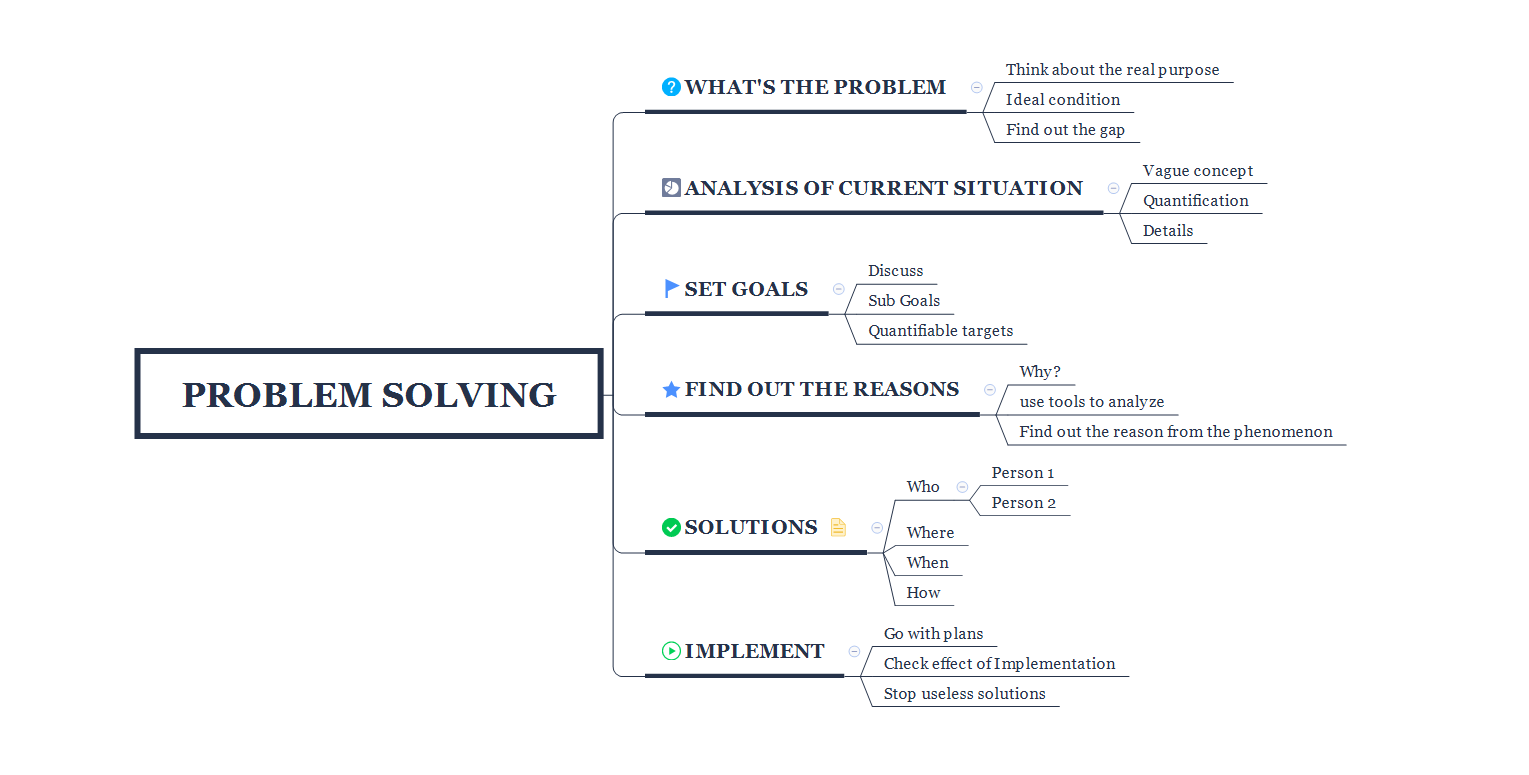 PROBLEM SOLVING
WHAT'S THE PROBLEM
Think about the real purpose
Ideal condition
Find out the gap
ANALYSIS OF CURRENT SITUATION
Vague concept
Quantification
Details
SET GOALS
Discuss
Sub Goals
Quantifiable targets
FIND OUT THE REASONS
Why?
use tools to analyze
Find out the reason from the phenomenon
SOLUTIONS
Who
Person 1
Person 2
Where
When
How
IMPLEMENT
Go with plans
Check effect of Implementation
Stop useless solutions